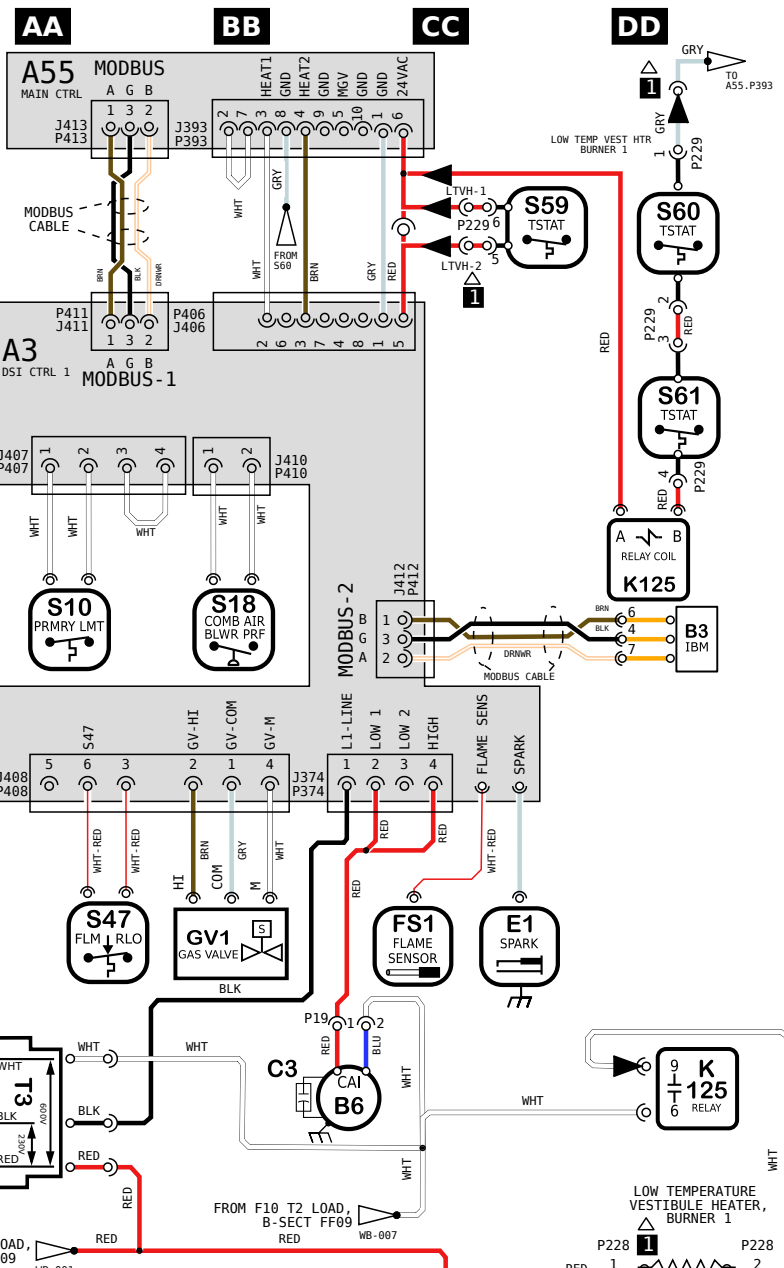 AA BB CC DD
A55 MODBUS
MAIN CTRL
A G B
1 3 2
J413
P413
HEAT1
GND
HEAT2
GND
MGV
GND
GND
24VAC
J393
P393
2 7 3 8 4 9 5 10 1 6
GRY
TO
A55.P393
1
GRY
LOW TEMP VEST HTR
BURNER 1
1
P229
MODBUS
CABLE
BRN
BLK
DRNWR
WHT
GRY
FROM
S60
WHT
BRN
GRY
RED
LTVH-1
P229 6
5
LTVH-2
1
S59
TSTAT
S60
TSTAT
2
P229
RED
3
RED
S61
TSTAT
4
P229
RED
A B
RELAY COIL
K125
P411
J411
1 3 2
A G B
MODBUS-1
P406
J406
2 6 3 7 4 8 1 5
A3
DSI CTRL 1
J407
P407
1 2 3 4
J410
P410
1 2
WHT
WHT
WHT
WHT
WHT
S10
PRMRY LMT
S18
COMB AIR
BLWR PRF
MODBUS-2
J412
P412
B 1
G 3
A 2
DRNWR
MODBUS CABLE
BRN 6
BLK 4
7
B3
IBM
S47
GV-HI
GV-COM
GV-M
L1-LINE
LOW 1
LOW 2
HIGH
FLAME SENS
SPARK
J408
P408
5 6 3 2 1 4
J374
P374
1 2 3 4
WHT-RED
WHT-RED
BRN
GRY
WHT
HI
COM
M
RED
RED
RED
WHT-RED
S47
FLM RLO
GV1
GAS VALVE
S
FS1
FLAME
SENSOR
E1
SPARK
BLK
P19 1 2
RED
BLU
C3
CAI
B6
WHT
WHT
WHT
WHT
WHT
T3
600V
230V
BLK
BLK
RED
RED
RED
WHT
9
6
K
125
RELAY
WHT
FROM F10 T2 LOAD,
B-SECT FF09
WB-007
OAD,
09
RED
RED
LOW TEMPERATURE
VESTIBULE HEATER,
BURNER 1
P228 1 P228
1 2